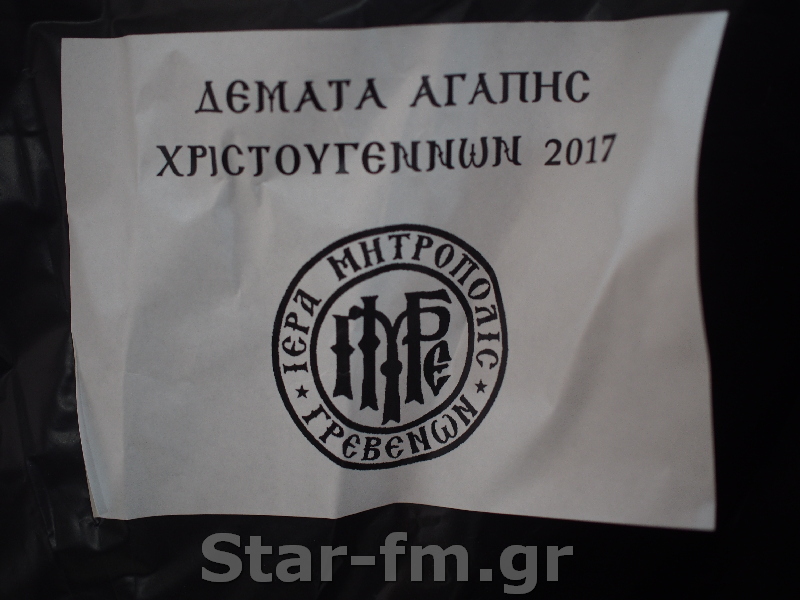 ΔΕΜΑΤΑ ΑΓΑΠΗΣ
ΧΡΙΣΤΟΥΓΕΝΝΩΝ 2017
ΙΕΡΑ ΜΗΤΡΟΠΟΛΙΣ
ΓΡΕΒΕΝΩΝ
Star-fm.gr